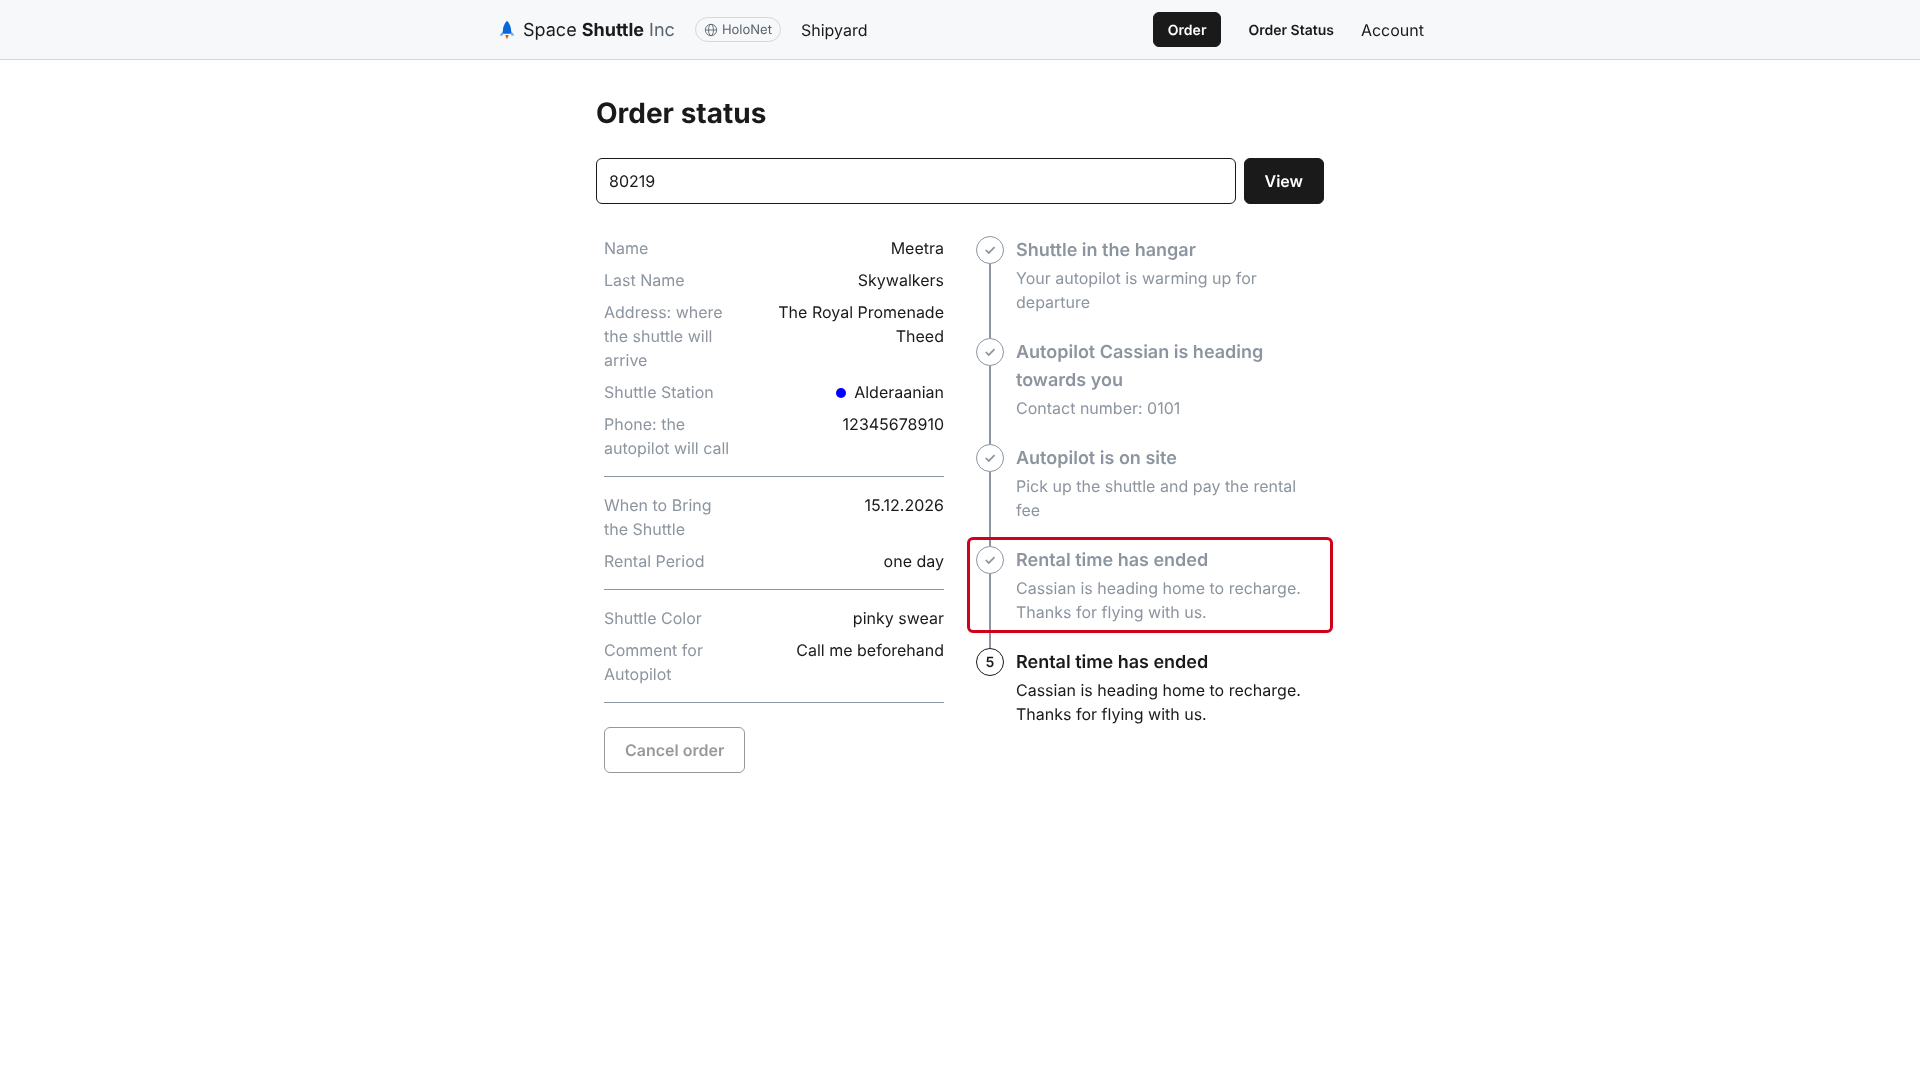 Space Shuttle Inc HoloNet Shipyard Order Order Status Account
Order status
80219 View
Name Meetra
Last Name Skywalkers
Address: where the shuttle will arrive The Royal Promenade Theed
Shuttle Station Alderaanian
Phone: the autopilot will call 12345678910
When to Bring the Shuttle 15.12.2026
Rental Period one day
Shuttle Color pinky swear
Comment for Autopilot Call me beforehand
Cancel order
Shuttle in the hangar
Your autopilot is warming up for
departure
Autopilot Cassian is heading
towards you
Contact number: 0101
Autopilot is on site
Pick up the shuttle and pay the rental
fee
Rental time has ended
Cassian is heading home to recharge.
Thanks for flying with us.
5 Rental time has ended
Cassian is heading home to recharge.
Thanks for flying with us.